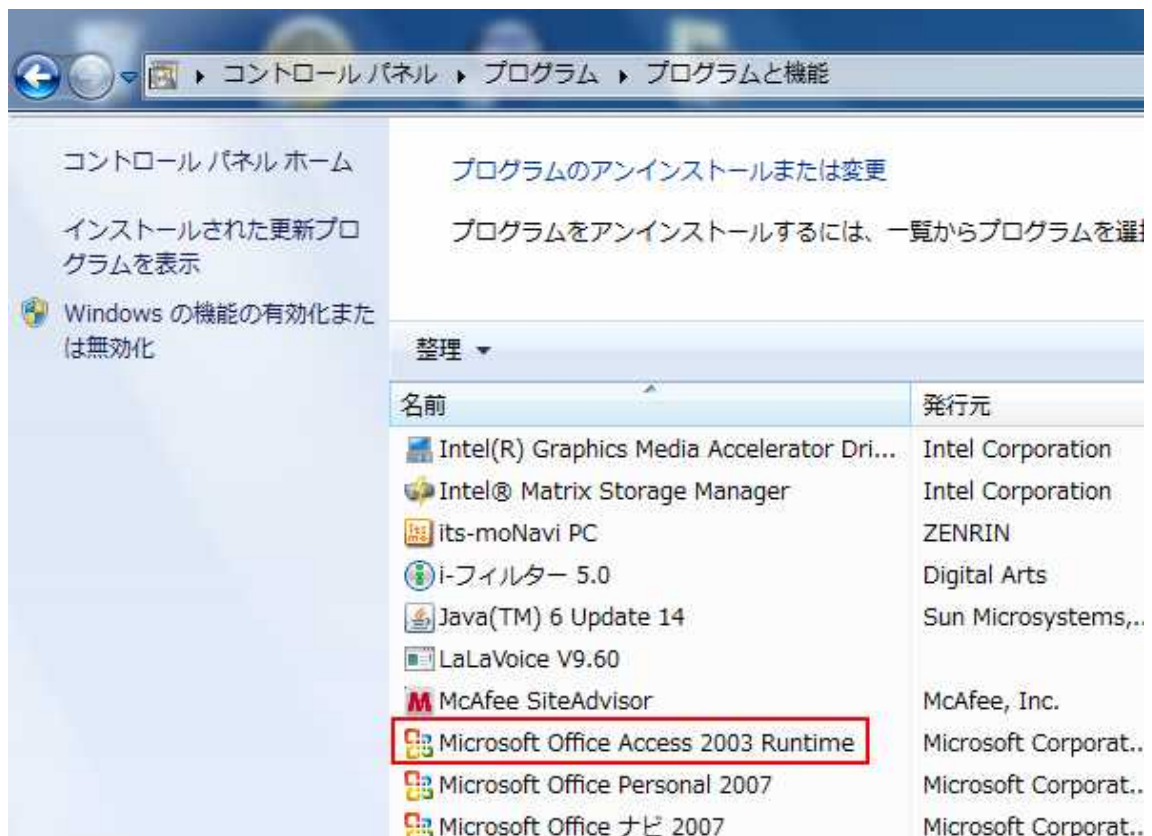 コントロール パネル ▸ プログラム ▸ プログラムと機能
コントロール パネル ホーム
インストールされた更新プロ
グラムを表示
Windows の機能の有効化また
は無効化
プログラムのアンインストールまたは変更
プログラムをアンインストールするには、一覧からプログラムを選
整理
名前 発行元
Intel(R) Graphics Media Accelerator Dri... Intel Corporation
Intel® Matrix Storage Manager Intel Corporation
its-moNavi PC ZENRIN
i-フィルター 5.0 Digital Arts
Java(TM) 6 Update 14 Sun Microsystems,..
LaLaVoice V9.60
McAfee SiteAdvisor McAfee, Inc.
Microsoft Office Access 2003 Runtime Microsoft Corporat..
Microsoft Office Personal 2007 Microsoft Corporat..
Microsoft Office ナビ 2007 Microsoft Corporat..